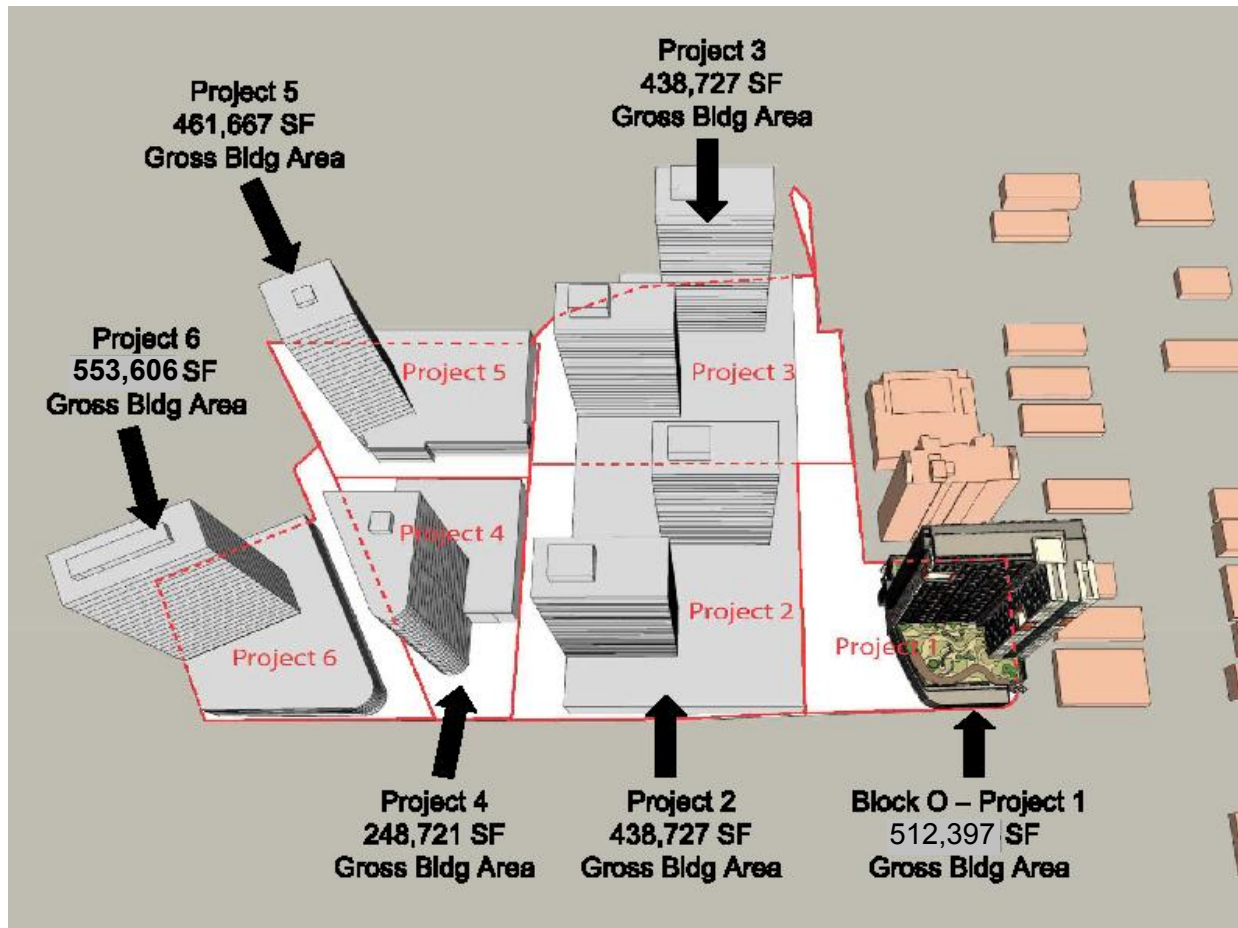 Project 3
438,727 SF
Gross Bldg Area
Project 5
461,667 SF
Gross Bldg Area
Project 6
553,606 SF
Gross Bldg Area
Project 5
Project 3
Project 4
Project 2
Project 1
Project 6
Project 4
248,721 SF
Gross Bldg Area
Project 2
438,727 SF
Gross Bldg Area
Block O – Project 1
512,397 SF
Gross Bldg Area